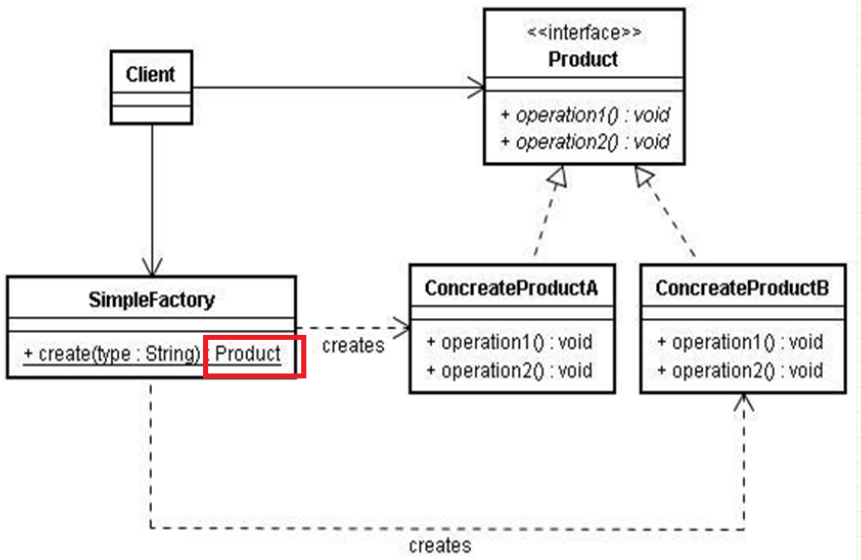 Client
<<interface>>
Product
+ operation1() : void
+ operation2() : void
SimpleFactory
+ create(type : String) : Product
creates
ConcreateProductA
+ operation1() : void
+ operation2() : void
ConcreateProductB
+ operation1() : void
+ operation2() : void
creates